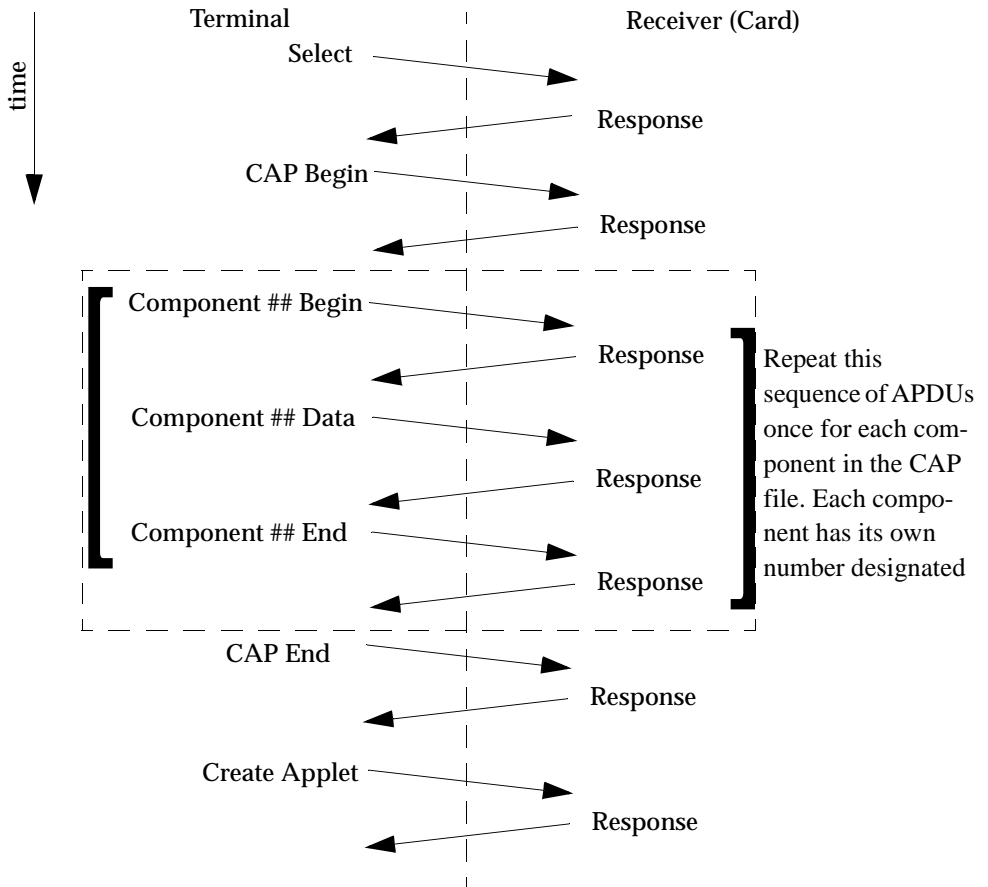 Terminal
Receiver (Card)
time
Select
Response
CAP Begin
Response
Component ## Begin
Response
Component ## Data
Response
Component ## End
Response
Repeat this
sequence of APDUs
once for each com-
ponent in the CAP
file. Each compo-
nent has its own
number designated
CAP End
Response
Create Applet
Response